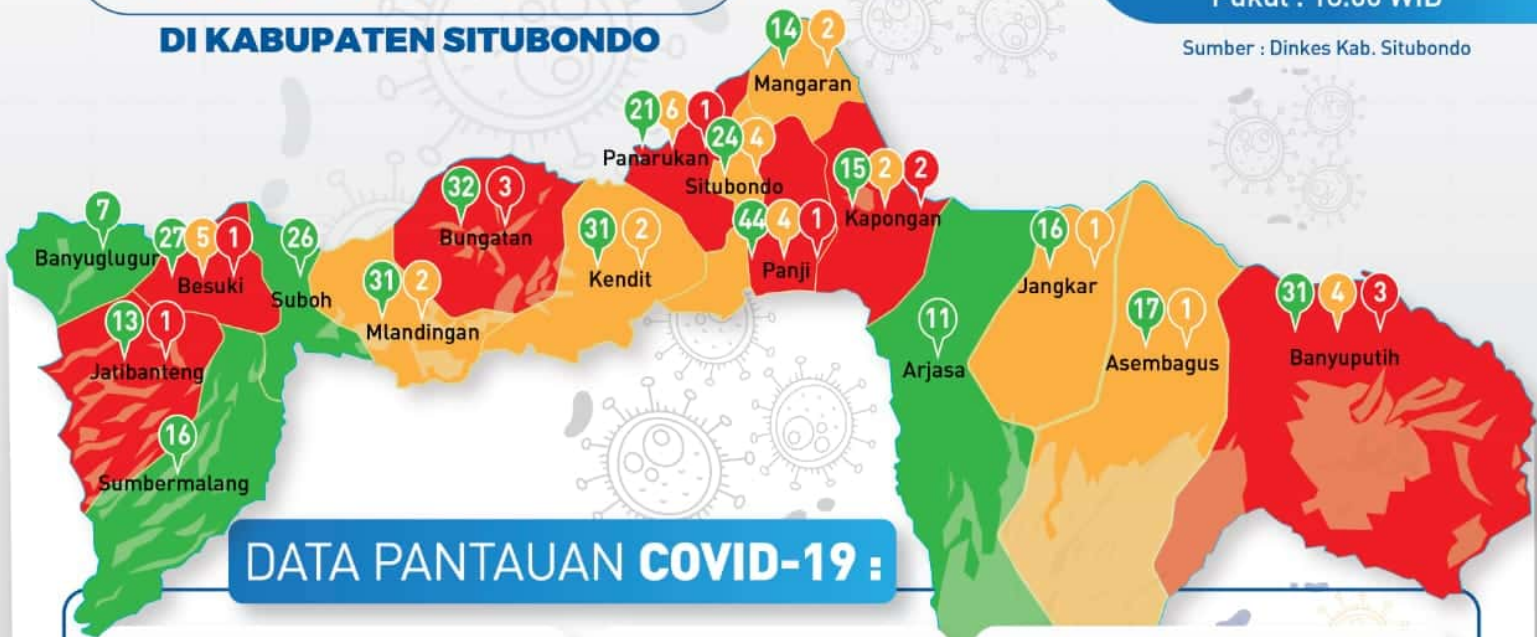 DI KABUPATEN SITUBONDO
Sumber : Dinkes Kab. Situbondo
14 2
Mangaran
21 6 1
Panarukan
24 4
Situbondo
15 2 2
Kapongan
32 3
Bungatan
7
Banyuglugur
27 5 1
Besuki
26
Suboh
31 2
Kendit
44 4 1
Panji
16 1
Jangkar
31 2
Mlandingan
17 1
Asembagus
31 4 3
Banyuputih
13 1
Jatibanteng
11
Arjasa
16
Sumbermalang
DATA PANTAUAN COVID-19 :